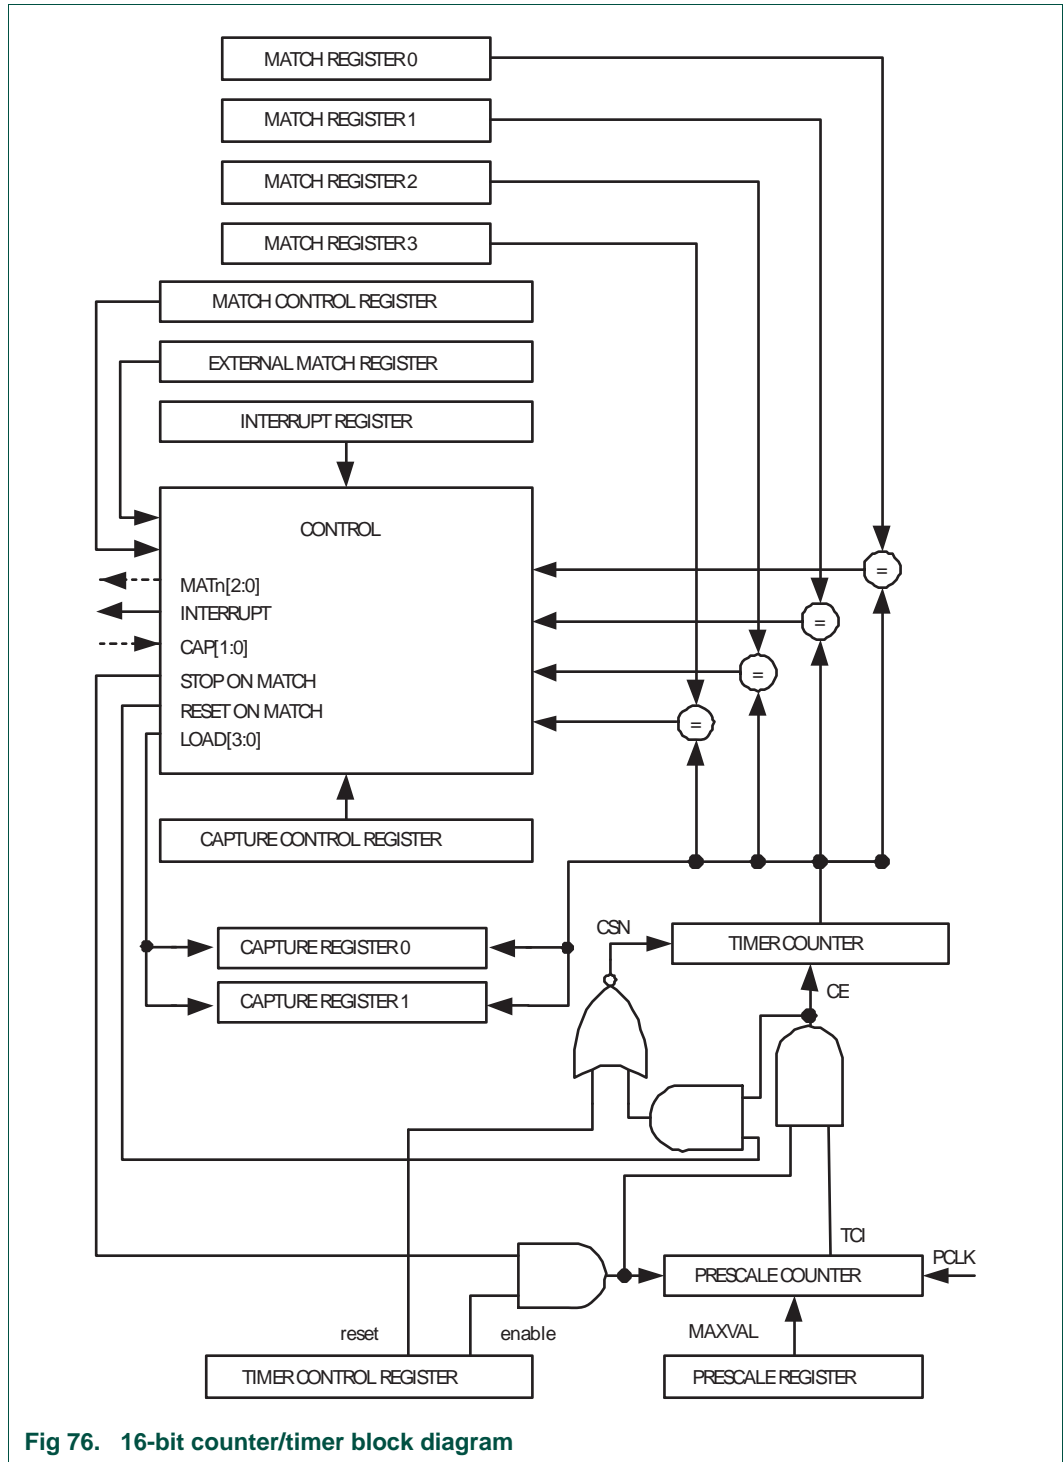 MATCH REGISTER 0
MATCH REGISTER 1
MATCH REGISTER 2
MATCH REGISTER 3
MATCH CONTROL REGISTER
EXTERNAL MATCH REGISTER
INTERRUPT REGISTER
CONTROL
=
MATn[2:0]
INTERRUPT
=
CAP[1:0]
STOP ON MATCH
=
RESET ON MATCH
=
LOAD[3:0]
CAPTURE CONTROL REGISTER
CSN
CAPTURE REGISTER 0
TIMER COUNTER
CE
CAPTURE REGISTER 1
TCI
PCLK
PRESCALE COUNTER
reset
enable
MAXVAL
TIMER CONTROL REGISTER
PRESCALE REGISTER
Fig 76. 16-bit counter/timer block diagram